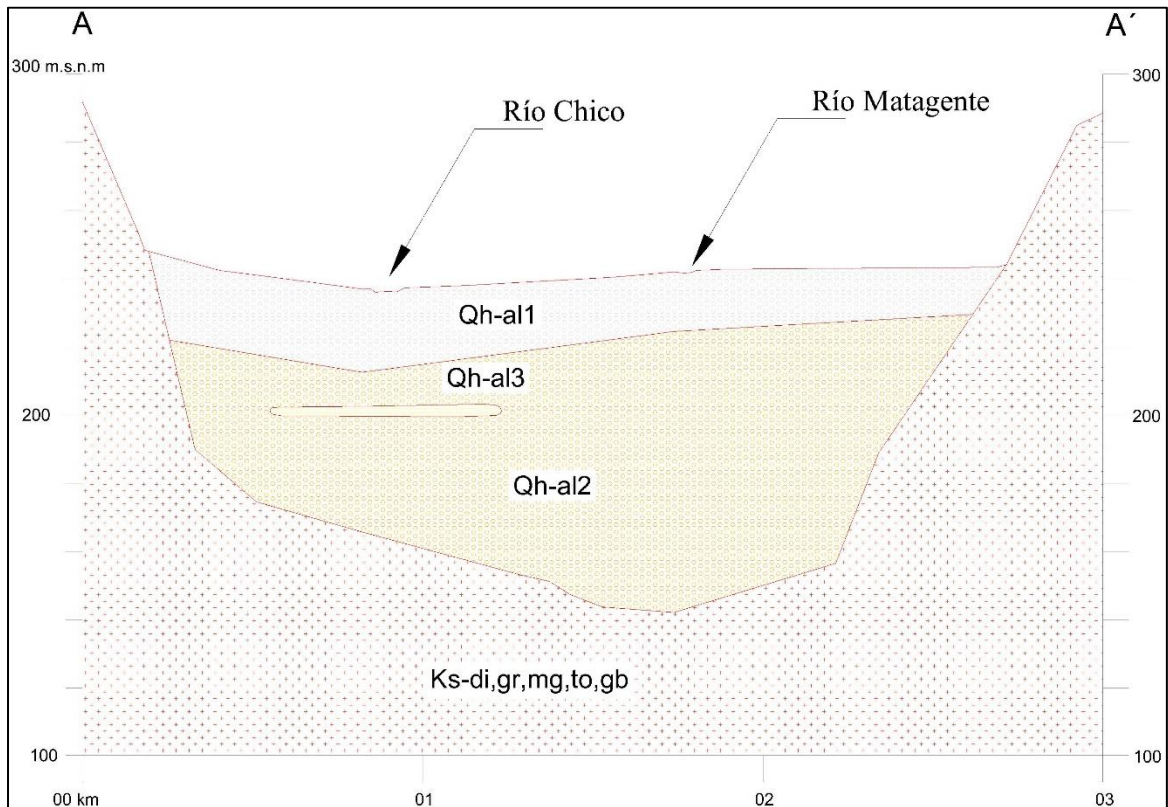 A A´
300 m.s.n.m 300
Río Chico
Río Matagente
Qh-al1
Qh-al3
200 200
Qh-al2
Ks-di,gr,mg,to,gb
100 100
00 km 01 02 03